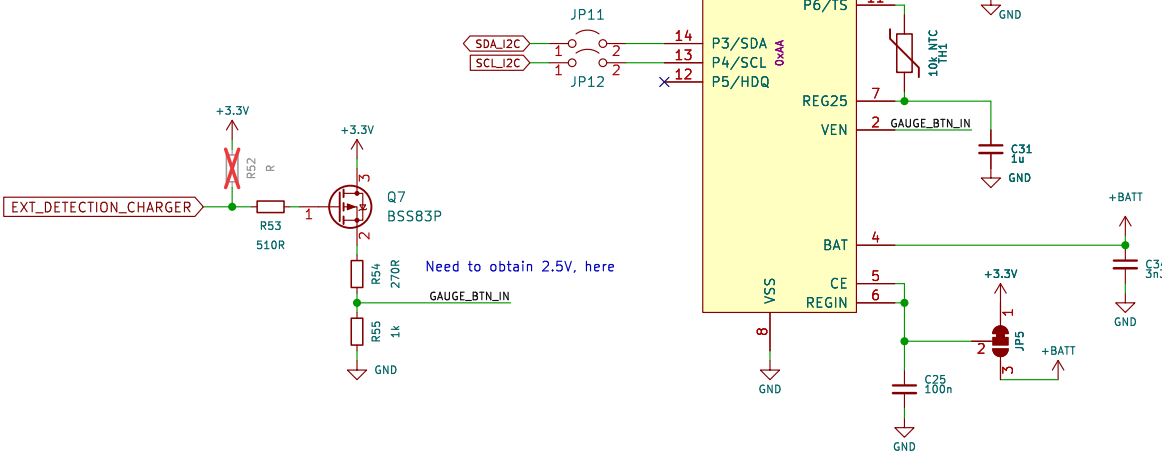 P6/TS
11
GND
JP11
SDA_I2C
1
2
14
P3/SDA
SCL_I2C
1
2
13
P4/SCL
JP12
12
P5/HDQ
0xAA
10k NTC
TH1
REG25
7
VEN
2
GAUGE_BTN_IN
C31
1u
GND
+3.3V
R52
R
+3.3V
EXT_DETECTION_CHARGER
R53
510R
1
3
Q7
BSS83P
2
R54
270R
Need to obtain 2.5V, here
GAUGE_BTN_IN
R55
1k
GND
BAT
4
+BATT
CE
5
REGIN
6
VSS
8
GND
+3.3V
1
2
JP5
3
+BATT
C25
100n
GND
GND